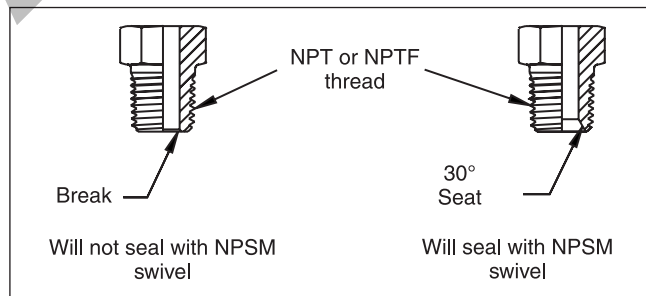 NPT or NPTF
thread
Break
30°
Seat
Will not seal with NPSM
swivel
Will seal with NPSM
swivel